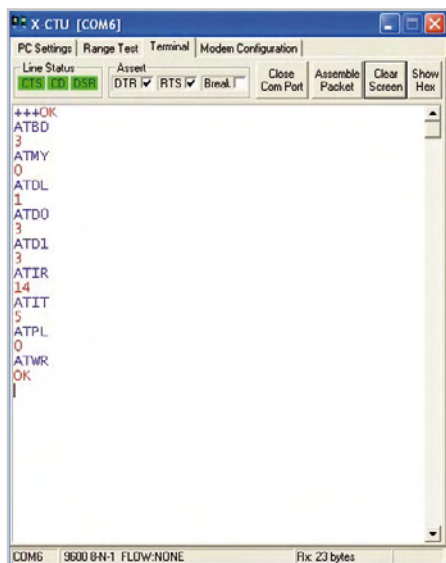 X-CTU [COM6]
PC Settings Range Test Terminal Modem Configuration
Line Status Assert
CTS CD DSR DTR RTS Break Close Com Port Assemble Packet Clear Screen Show Hex
+++OK
ATBD
3
ATMY
0
ATDL
1
ATD0
3
ATD1
3
ATIR
14
ATIT
5
ATPL
0
ATWR
OK
COM6 9600 8-N-1 FLOW:NONE Rx: 23 bytes